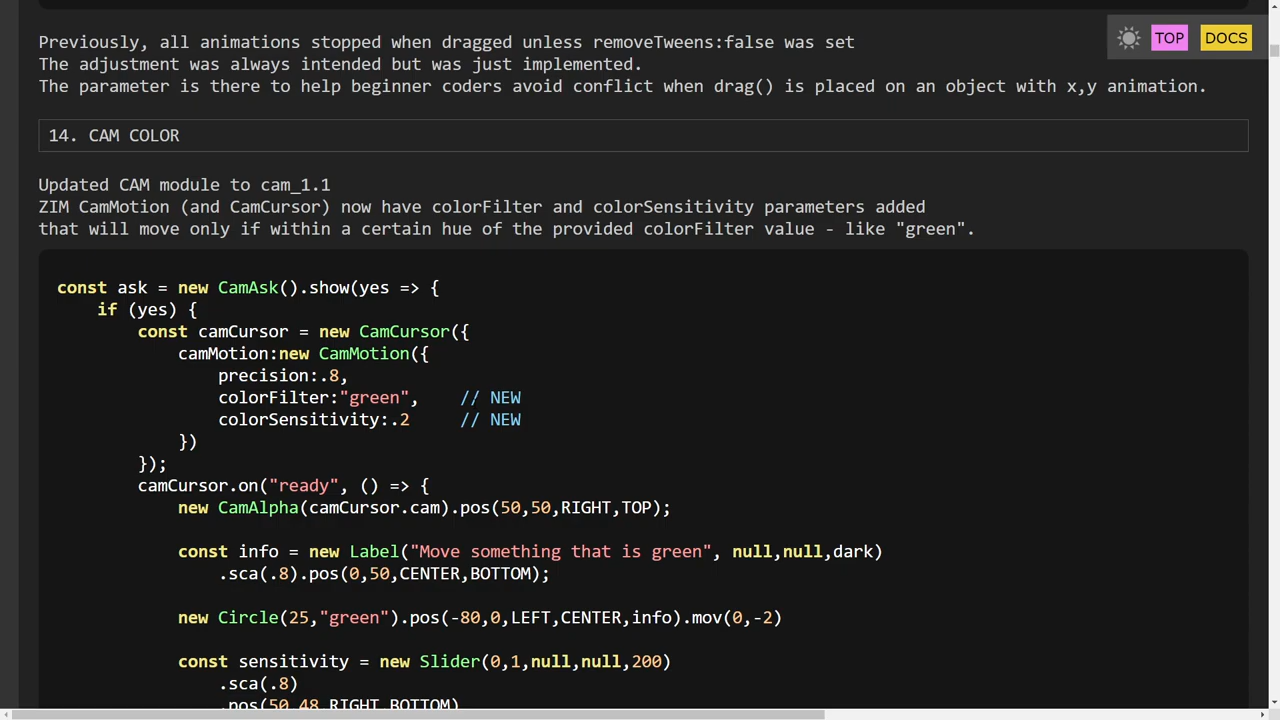 Previously, all animations stopped when dragged unless removeTweens:false was set
TOP
DOCS
The adjustment was always intended but was just implemented.
The parameter is there to help beginner coders avoid conflict when drag() is placed on an object with x,y animation.
14. CAM COLOR
Updated CAM module to cam_1.1
ZIM CamMotion (and CamCursor) now have colorFilter and colorSensitivity parameters added
that will move only if within a certain hue of the provided colorFilter value - like "green".
const ask = new CamAsk().show(yes => {
if (yes) {
const camCursor = new CamCursor({
camMotion:new CamMotion({
precision:.8,
colorFilter:"green", // NEW
colorSensitivity:.2 // NEW
})
});
camCursor.on("ready", () => {
new CamAlpha(camCursor.cam).pos(50,50,RIGHT,TOP);
const info = new Label("Move something that is green", null,null,dark)
.sca(.8).pos(0,50,CENTER,BOTTOM);
new Circle(25,"green").pos(-80,0,LEFT,CENTER,info).mov(0,-2)
const sensitivity = new Slider(0,1,null,null,200)
.sca(.8)
.pos(50,48,RIGHT,BOTTOM)